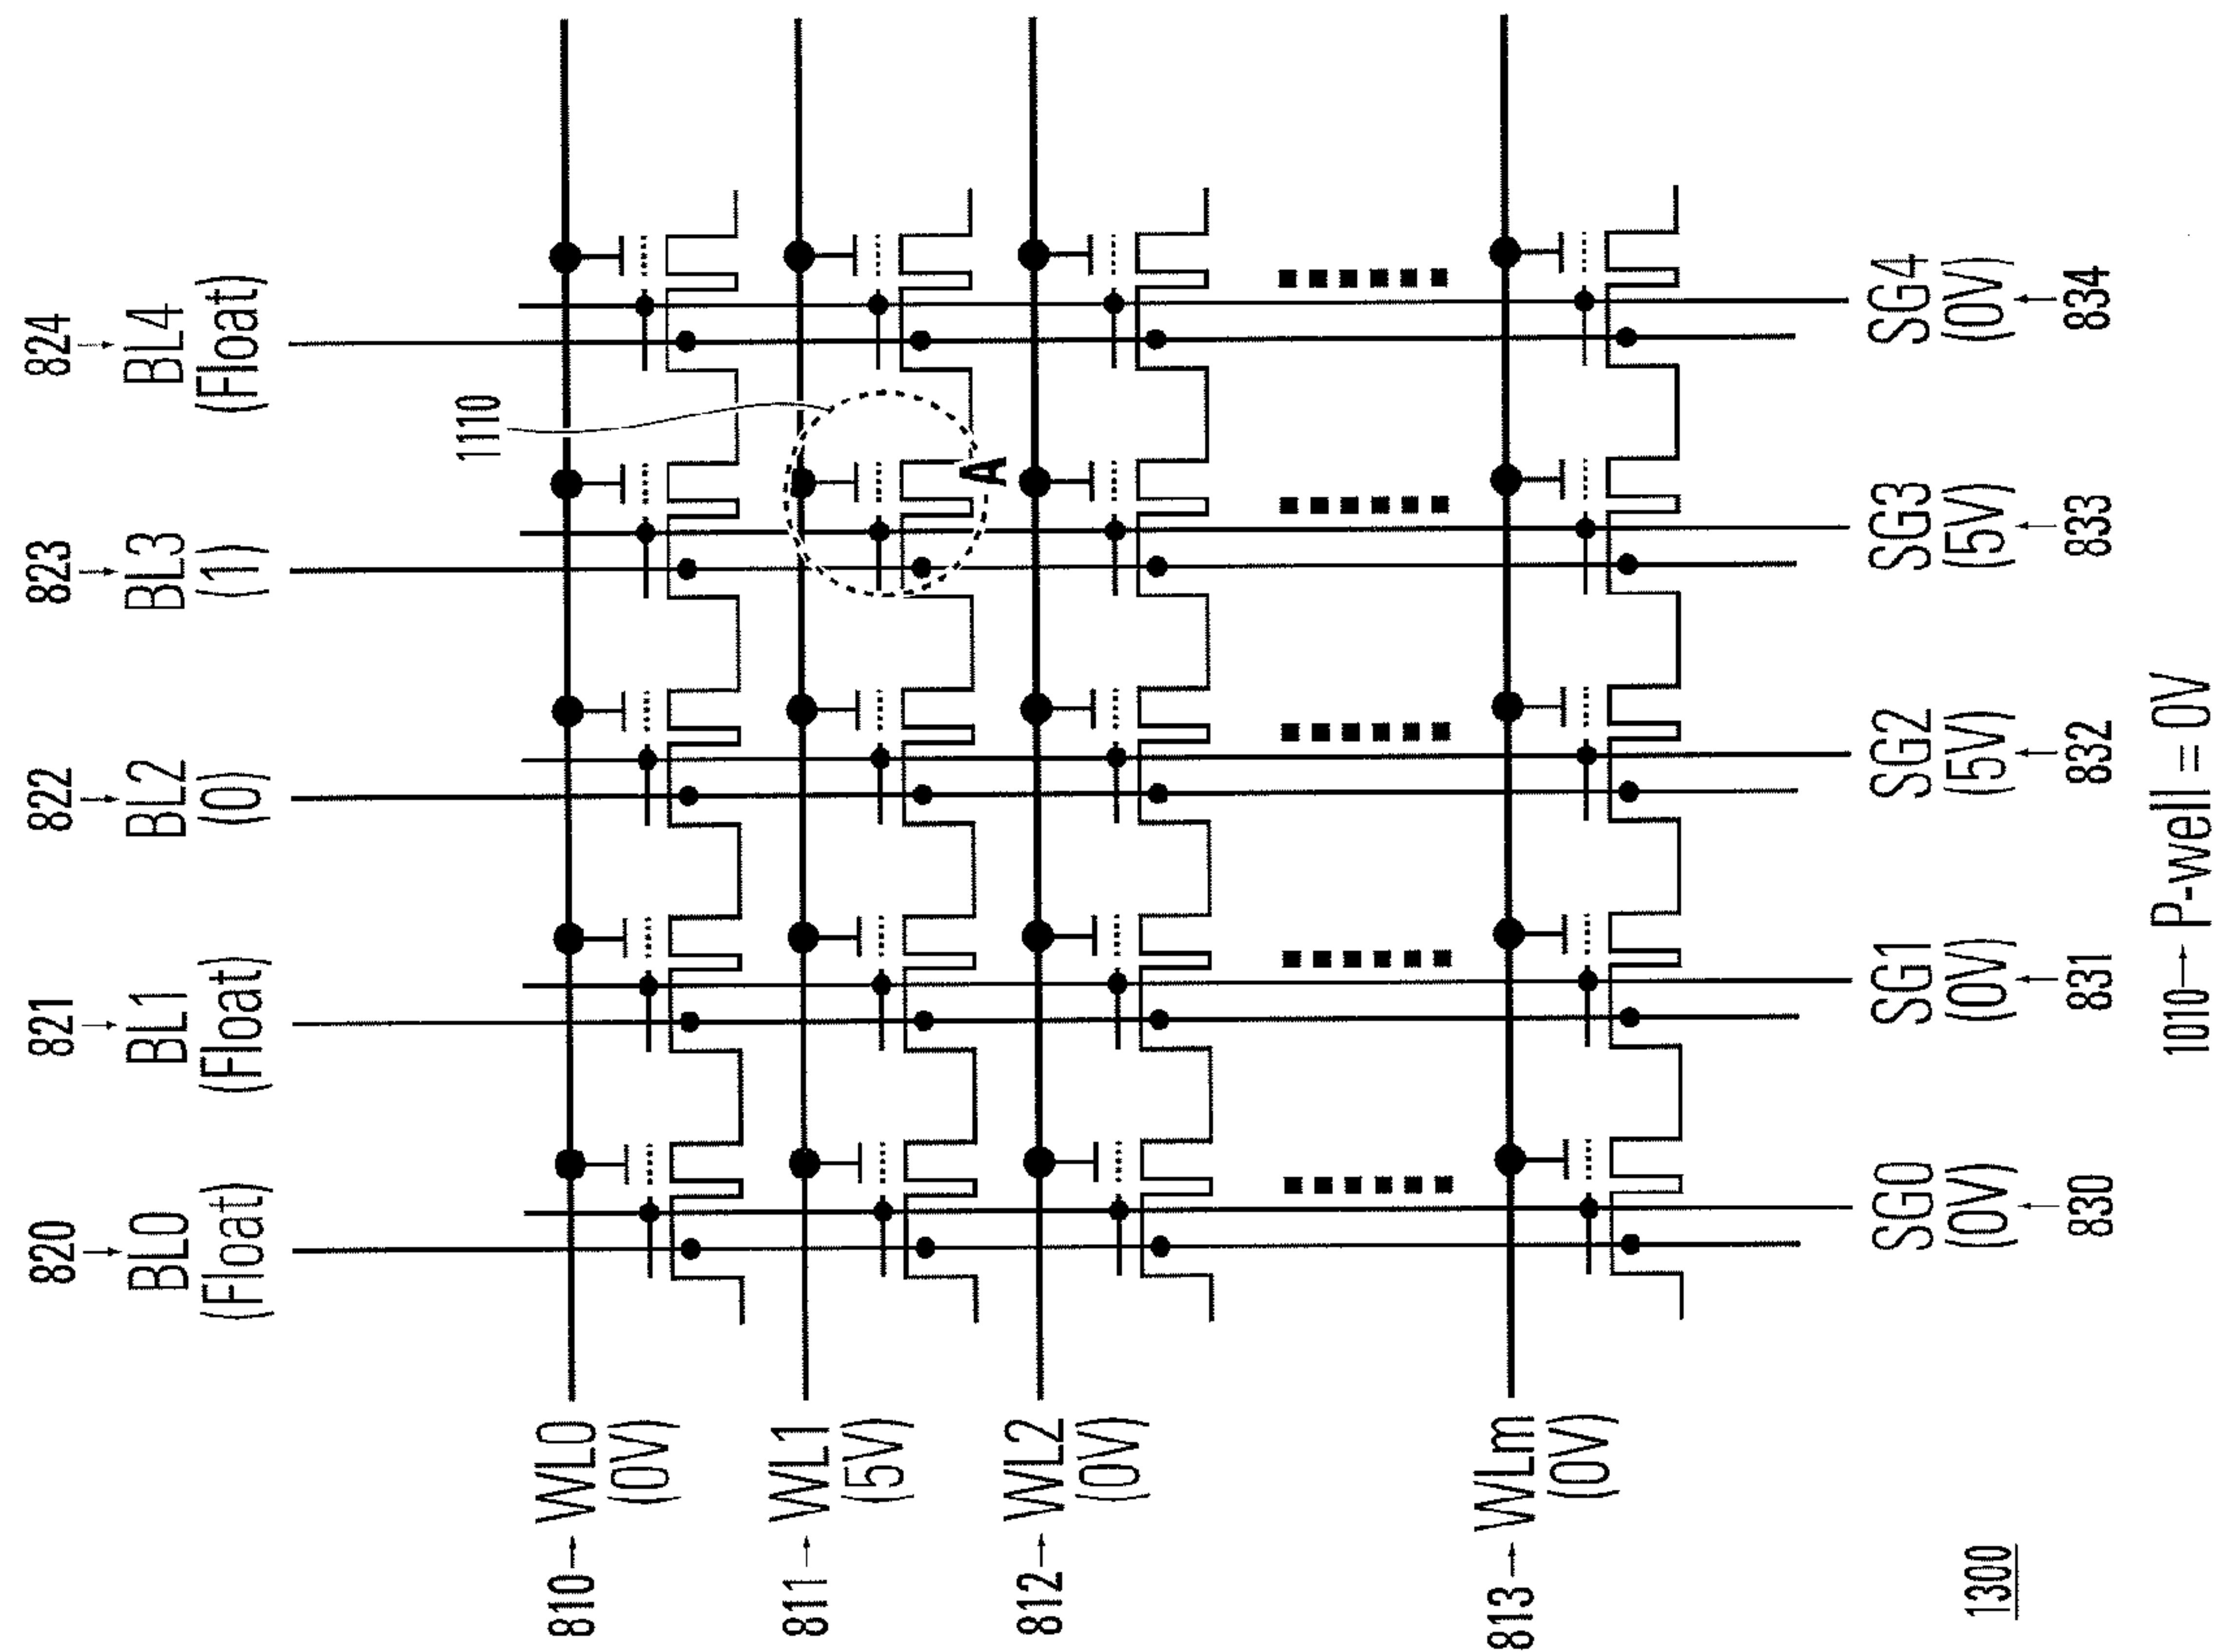 820
BL0
(Float)
821
BL1
(Float)
822
BL2
(0)
823
BL3
(1)
824
BL4
(Float)
1110
A
810
WL0
(0V)
811
WL1
(5V)
812
WL2
(0V)
813
WLm
(0V)
SG0
(0V)
830
SG1
(0V)
831
SG2
(5V)
832
SG3
(5V)
833
SG4
(0V)
834
1010 P-well = 0V
1300